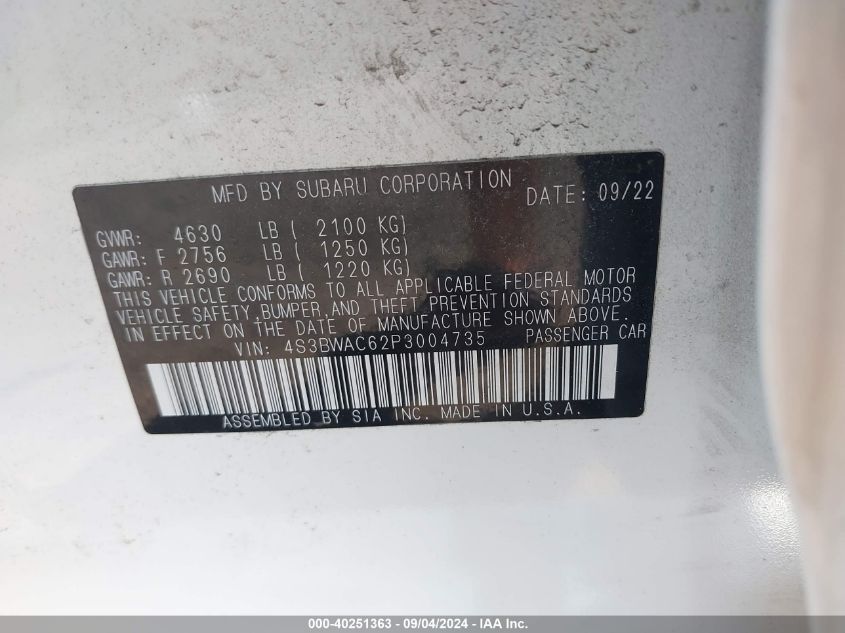 MFD BY SUBARU CORPORATION DATE: 09/22
GVWR: 4630 LB ( 2100 KG)
GAWR: F 2756 LB ( 1250 KG)
GAWR: R 2690 LB ( 1220 KG)
THIS VEHICLE CONFORMS TO ALL APPLICABLE FEDERAL MOTOR
VEHICLE SAFETY,BUMPER,AND THEFT PREVENTION STANDARDS
IN EFFECT ON THE DATE OF MANUFACTURE SHOWN ABOVE.
VIN: 4S3BWAC62P3004735 PASSENGER CAR
ASSEMBLED BY SIA INC. MADE IN U.S.A.
000-40251363 - 09/04/2024 - IAA Inc.